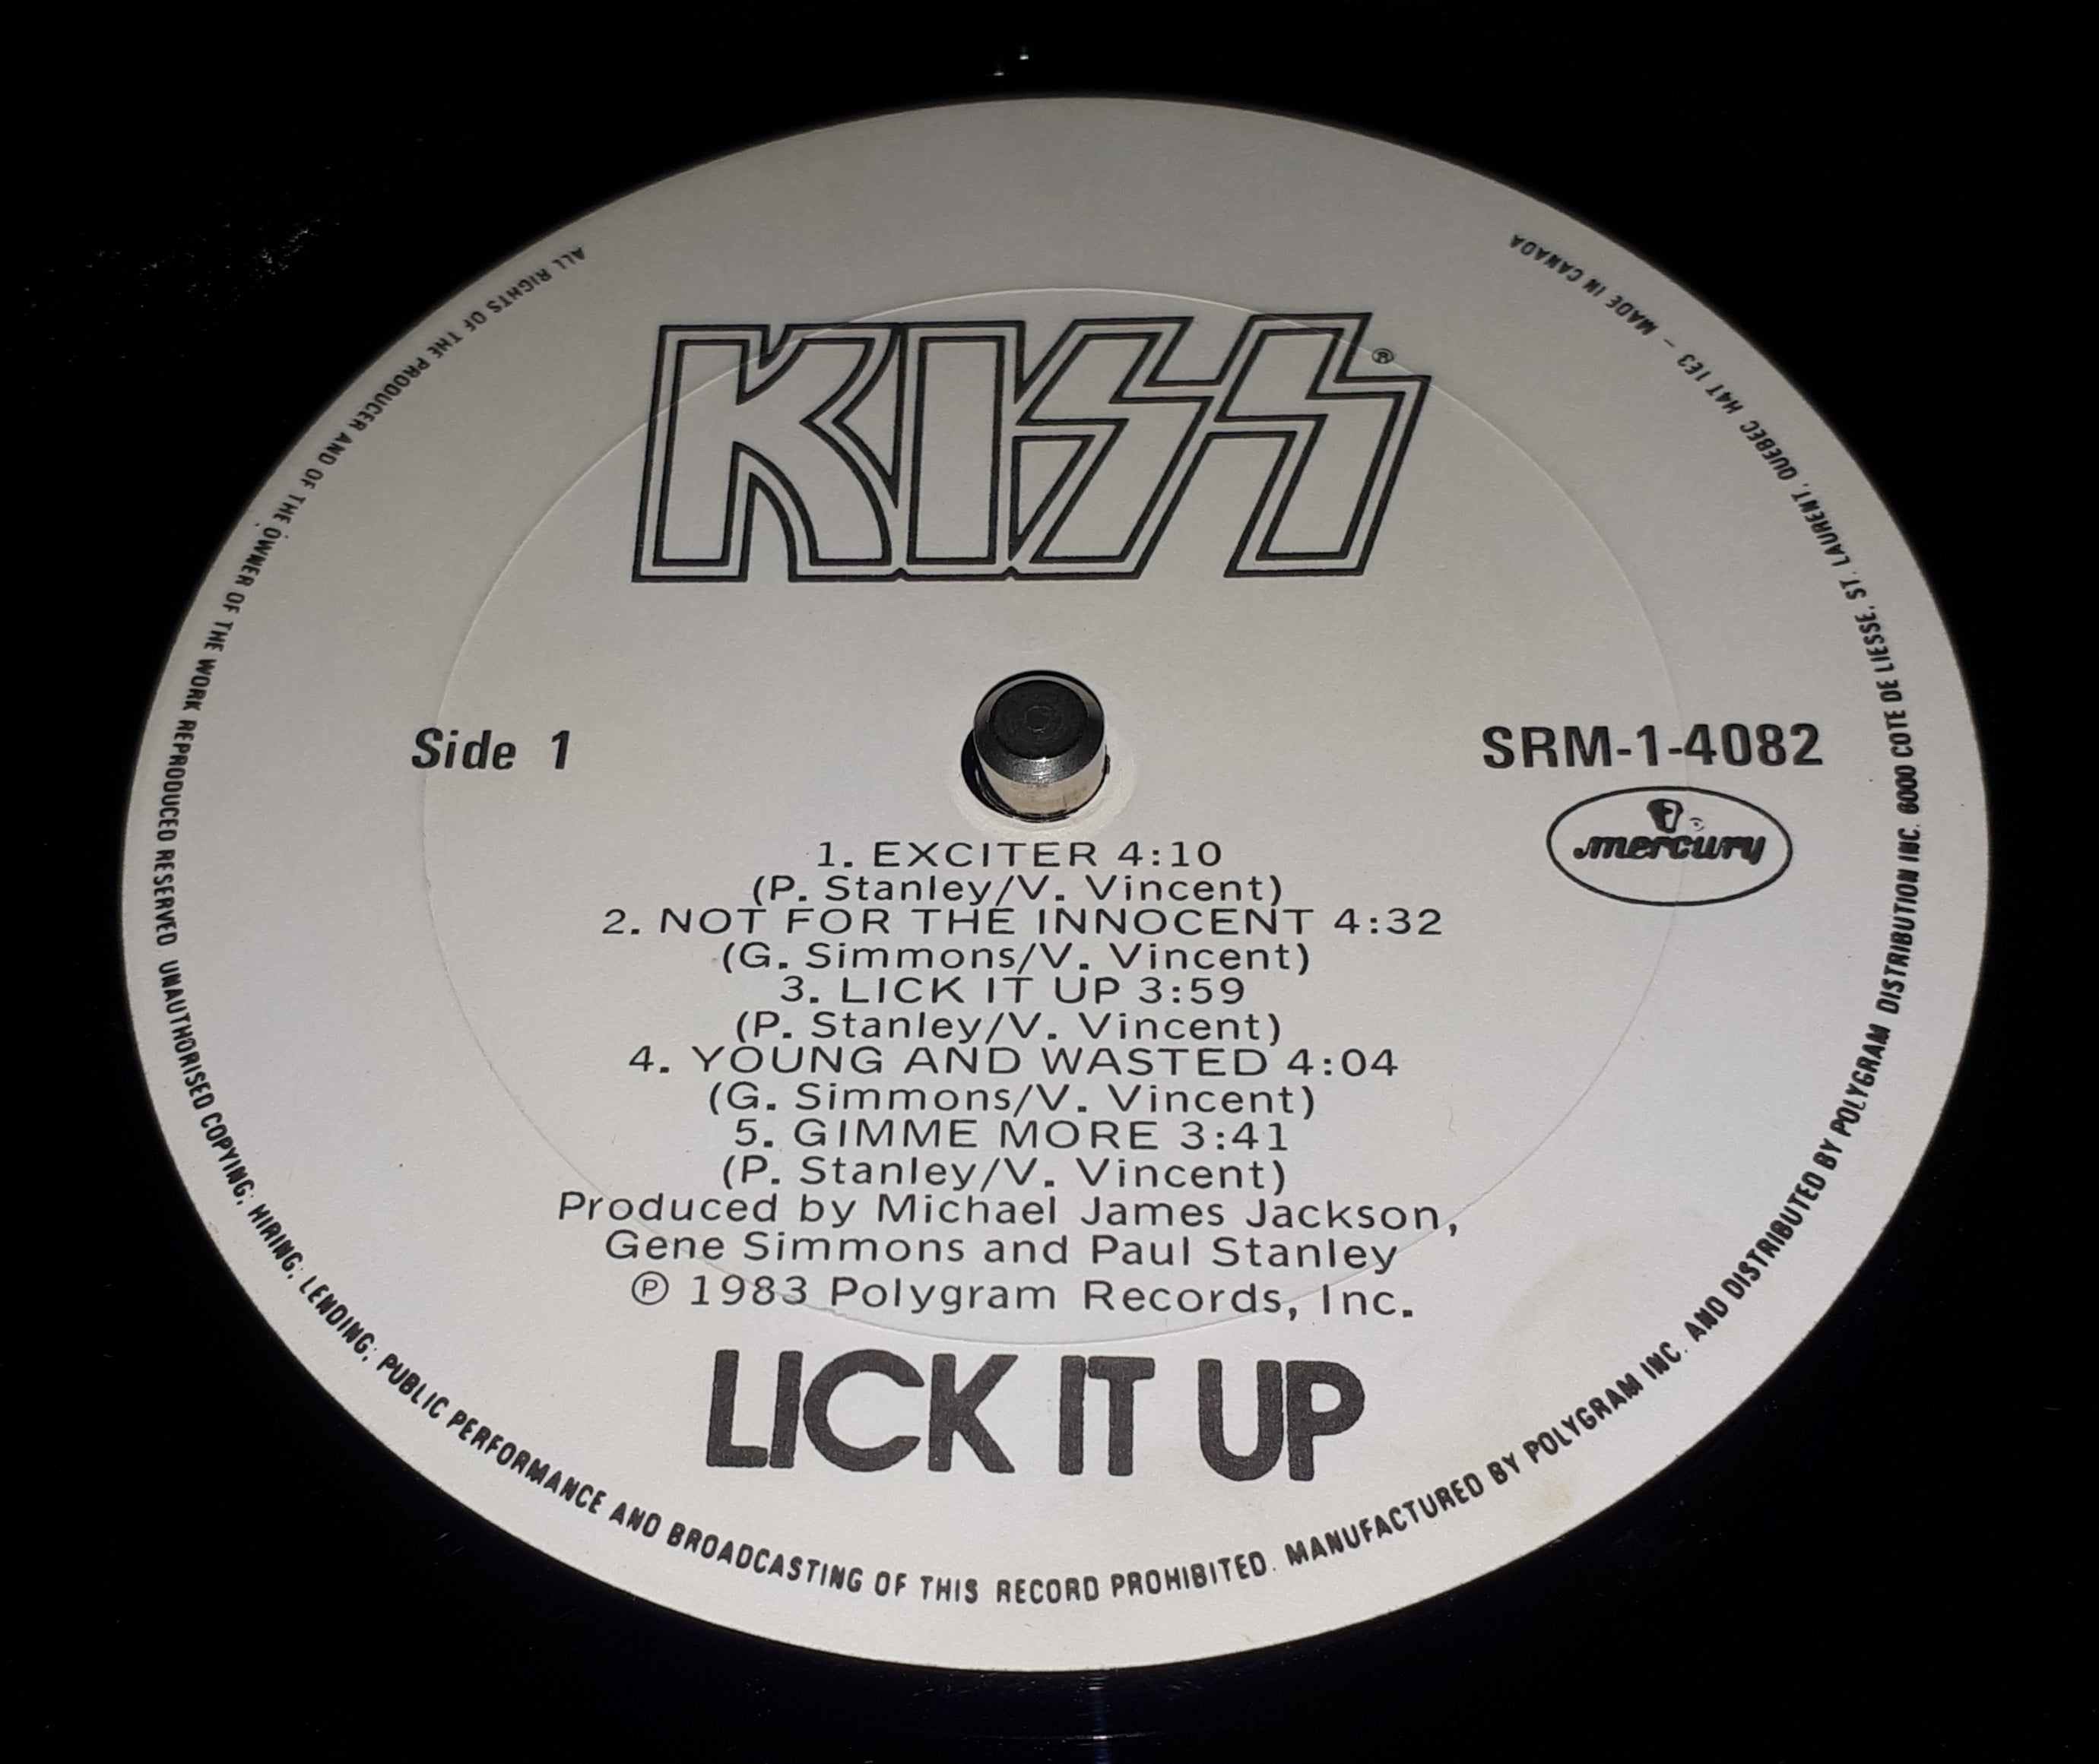 KISS®
Side 1
SRM-1-4082
mercury
1. EXCITER 4:10
(P. Stanley/V. Vincent)
2. NOT FOR THE INNOCENT 4:32
(G. Simmons/V. Vincent)
3. LICK IT UP 3:59
(P. Stanley/V. Vincent)
4. YOUNG AND WASTED 4:04
(G. Simmons/V. Vincent)
5. GIMME MORE 3:41
(P. Stanley/V. Vincent)
Produced by Michael James Jackson,
Gene Simmons and Paul Stanley
℗ 1983 Polygram Records, Inc.
LICK IT UP
ALL RIGHTS OF THE PRODUCER AND OF THE OWNER OF THE WORK REPRODUCED RESERVED UNAUTHORISED COPYING; HIRING; LENDING; PUBLIC PERFORMANCE AND BROADCASTING OF THIS RECORD PROHIBITED. MANUFACTURED BY POLYGRAM INC. AND DISTRIBUTED BY POLYGRAM DISTRIBUTION INC. 6000 COTE DE LIESSE, ST. LAURENT, QUEBEC H4T 1E3 – MADE IN CANADA